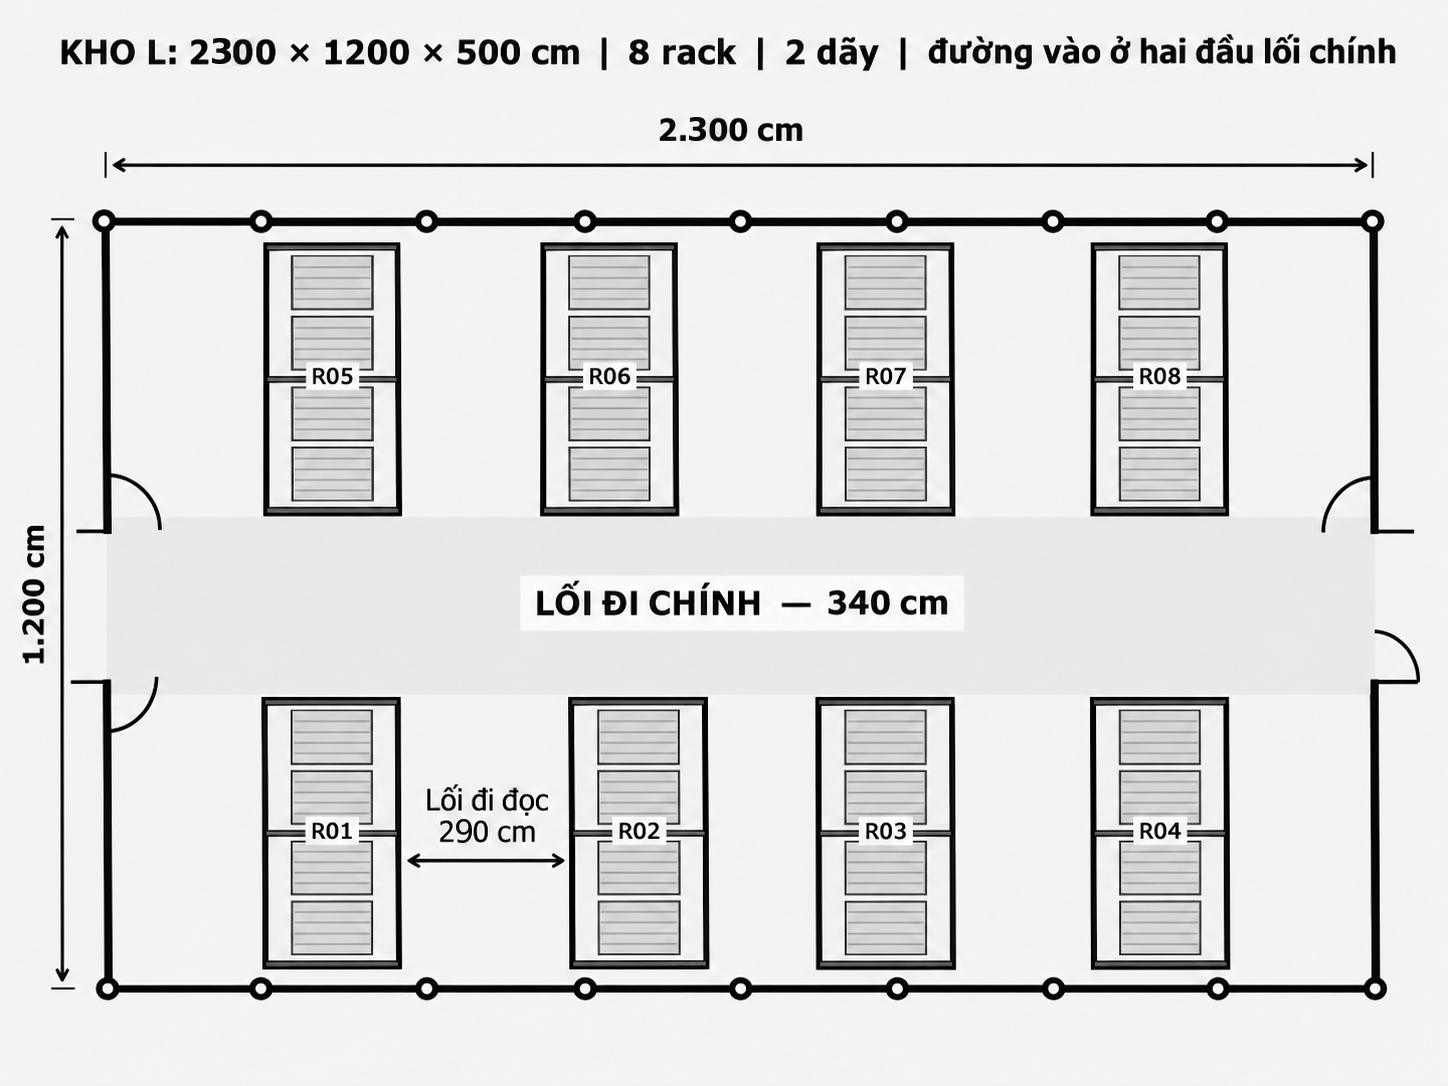 KHO L: 2300 × 1200 × 500 cm | 8 rack | 2 dãy | đường vào ở hai đầu lối chính
2.300 cm
1.200 cm
R05
R06
R07
R08
LỐI ĐI CHÍNH — 340 cm
Lối đi đọc
290 cm
R01
R02
R03
R04